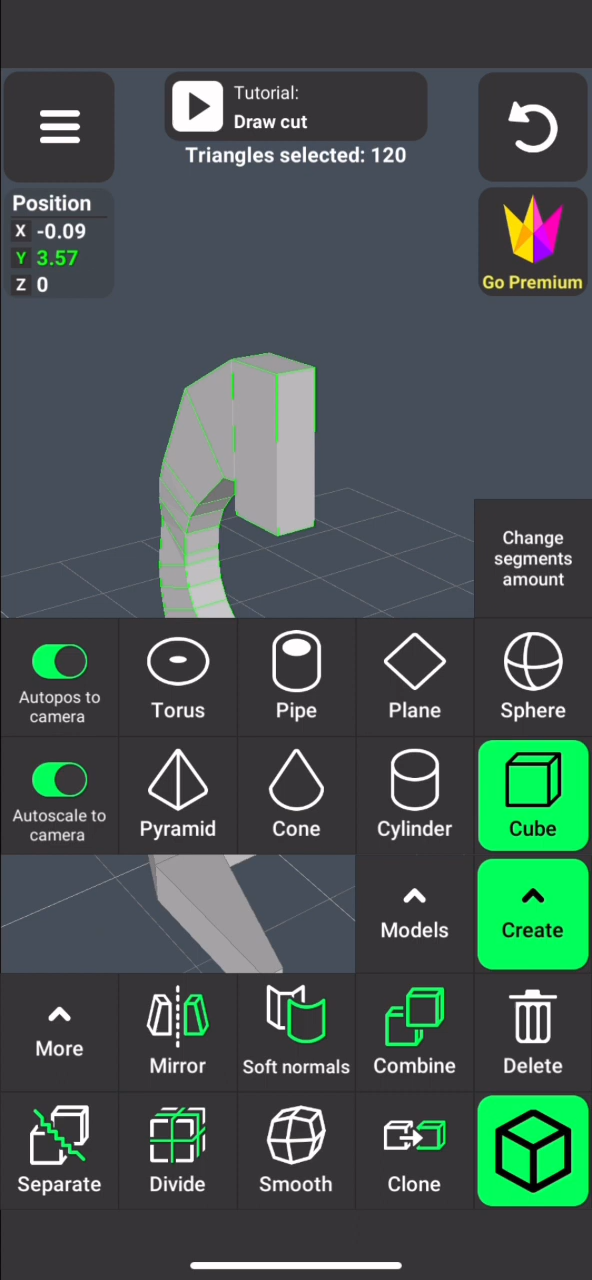 Tutorial:
Draw cut
Triangles selected: 120
Position
X -0.09
Y 3.57
Z 0
Go Premium
Change
segments
amount
Autopos to
camera
Torus
Pipe
Plane
Sphere
Autoscale to
camera
Pyramid
Cone
Cylinder
Cube
Models
Create
More
Mirror
Soft normals
Combine
Delete
Separate
Divide
Smooth
Clone